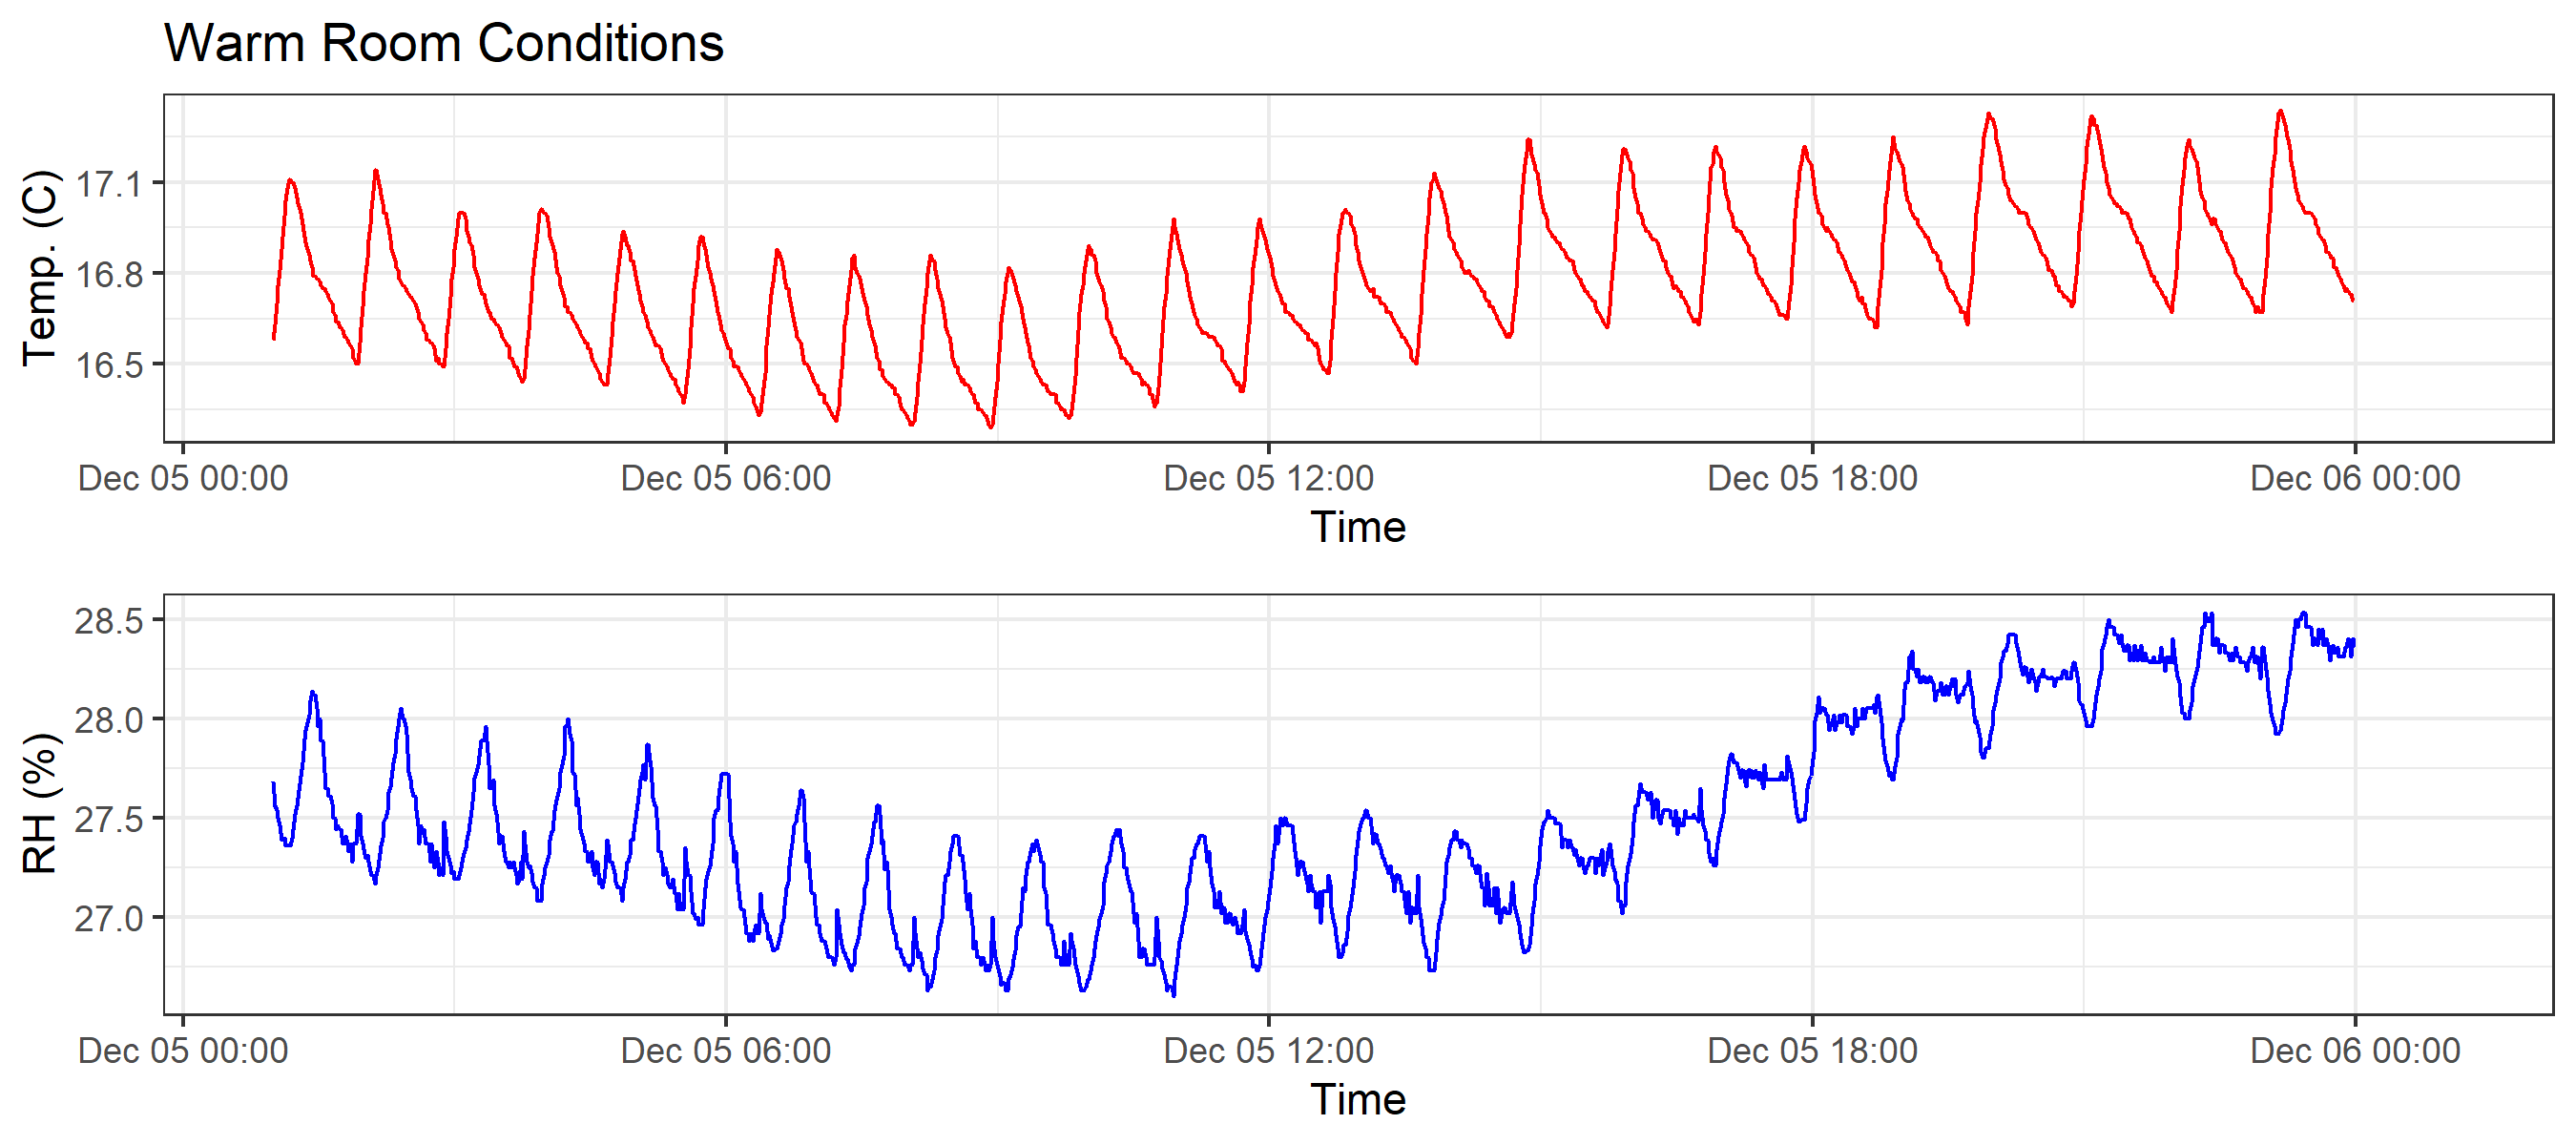 Warm Room Conditions
Temp. (C)
17.1
16.8
16.5
Dec 05 00:00 Dec 05 06:00 Dec 05 12:00 Dec 05 18:00 Dec 06 00:00
Time
RH (%)
28.5
28.0
27.5
27.0
Dec 05 00:00 Dec 05 06:00 Dec 05 12:00 Dec 05 18:00 Dec 06 00:00
Time